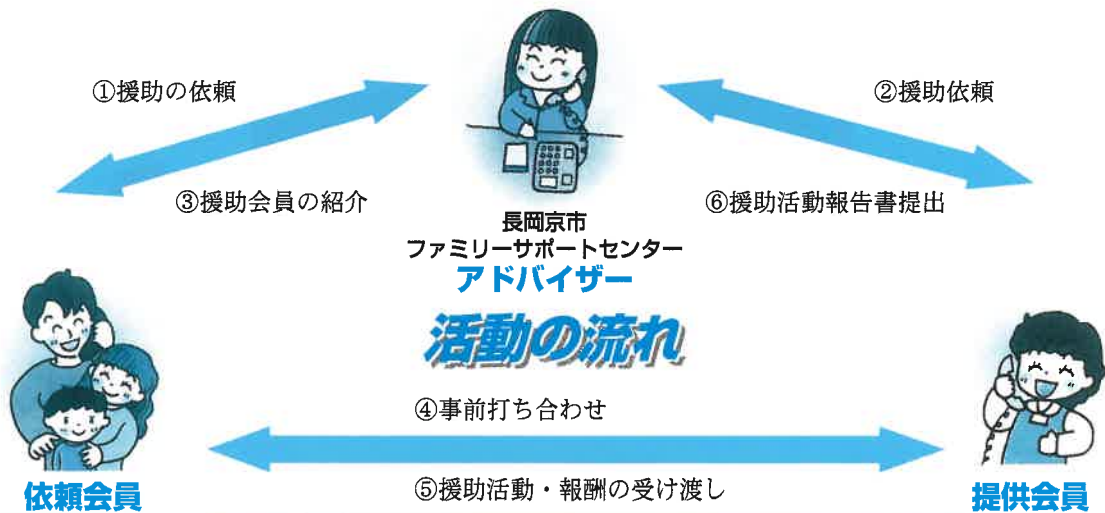 ①援助の依頼
②援助依頼
③援助会員の紹介
⑥援助活動報告書提出
長岡京市
ファミリーサポートセンター
アドバイザー
活動の流れ
④事前打ち合わせ
⑤援助活動・報酬の受け渡し
依頼会員
提供会員